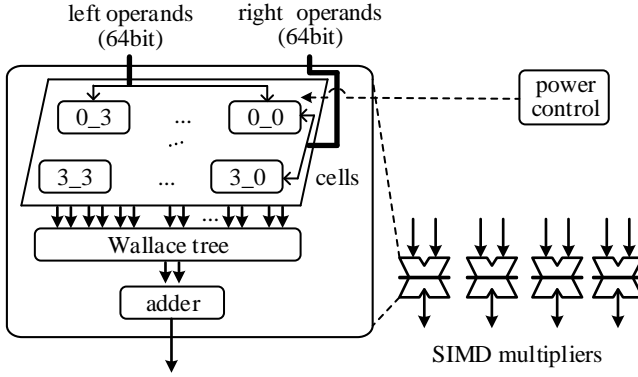 left operands
(64bit)
right operands
(64bit)
power
control
0_3
...
0_0
...
3_3
...
3_0
cells
...
Wallace tree
adder
SIMD multipliers